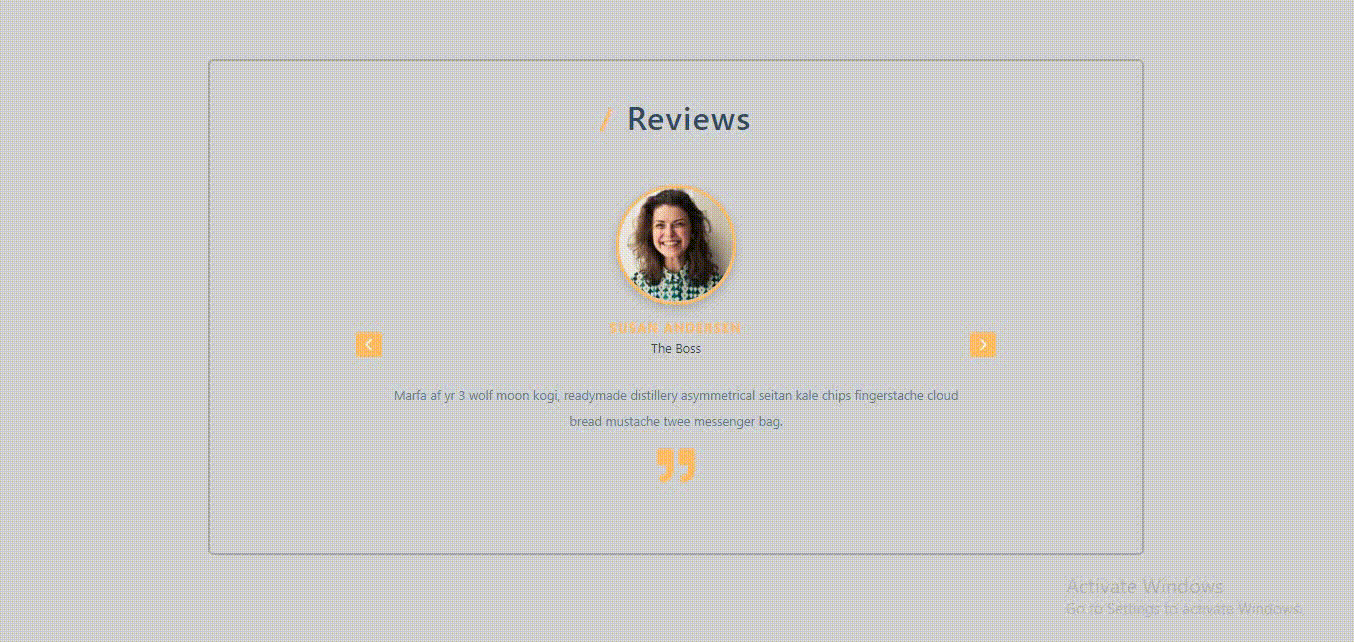 / Reviews
SUSAN ANDERSEN
The Boss
Marfa af yr 3 wolf moon kogi, readymade distillery asymmetrical seitan kale chips fingerstache cloud
bread mustache twee messenger bag.
Activate Windows
Go to Settings to activate Windows.